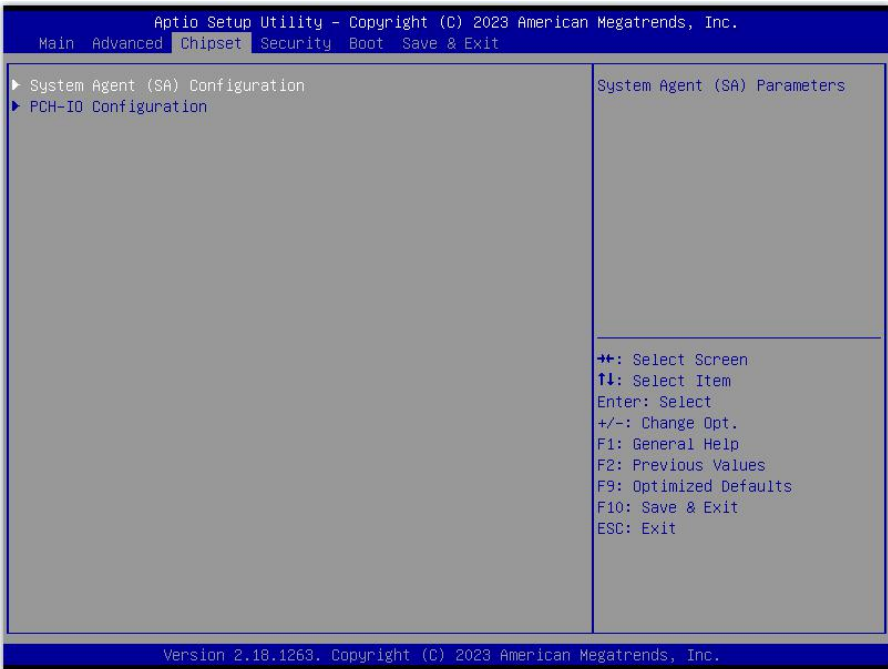 Aptio Setup Utility – Copyright (C) 2023 American Megatrends, Inc.
Main Advanced Chipset Security Boot Save & Exit
▶ System Agent (SA) Configuration
▶ PCH-IO Configuration
System Agent (SA) Parameters
→←: Select Screen
↑↓: Select Item
Enter: Select
+/-: Change Opt.
F1: General Help
F2: Previous Values
F9: Optimized Defaults
F10: Save & Exit
ESC: Exit
Version 2.18.1263. Copyright (C) 2023 American Megatrends, Inc.